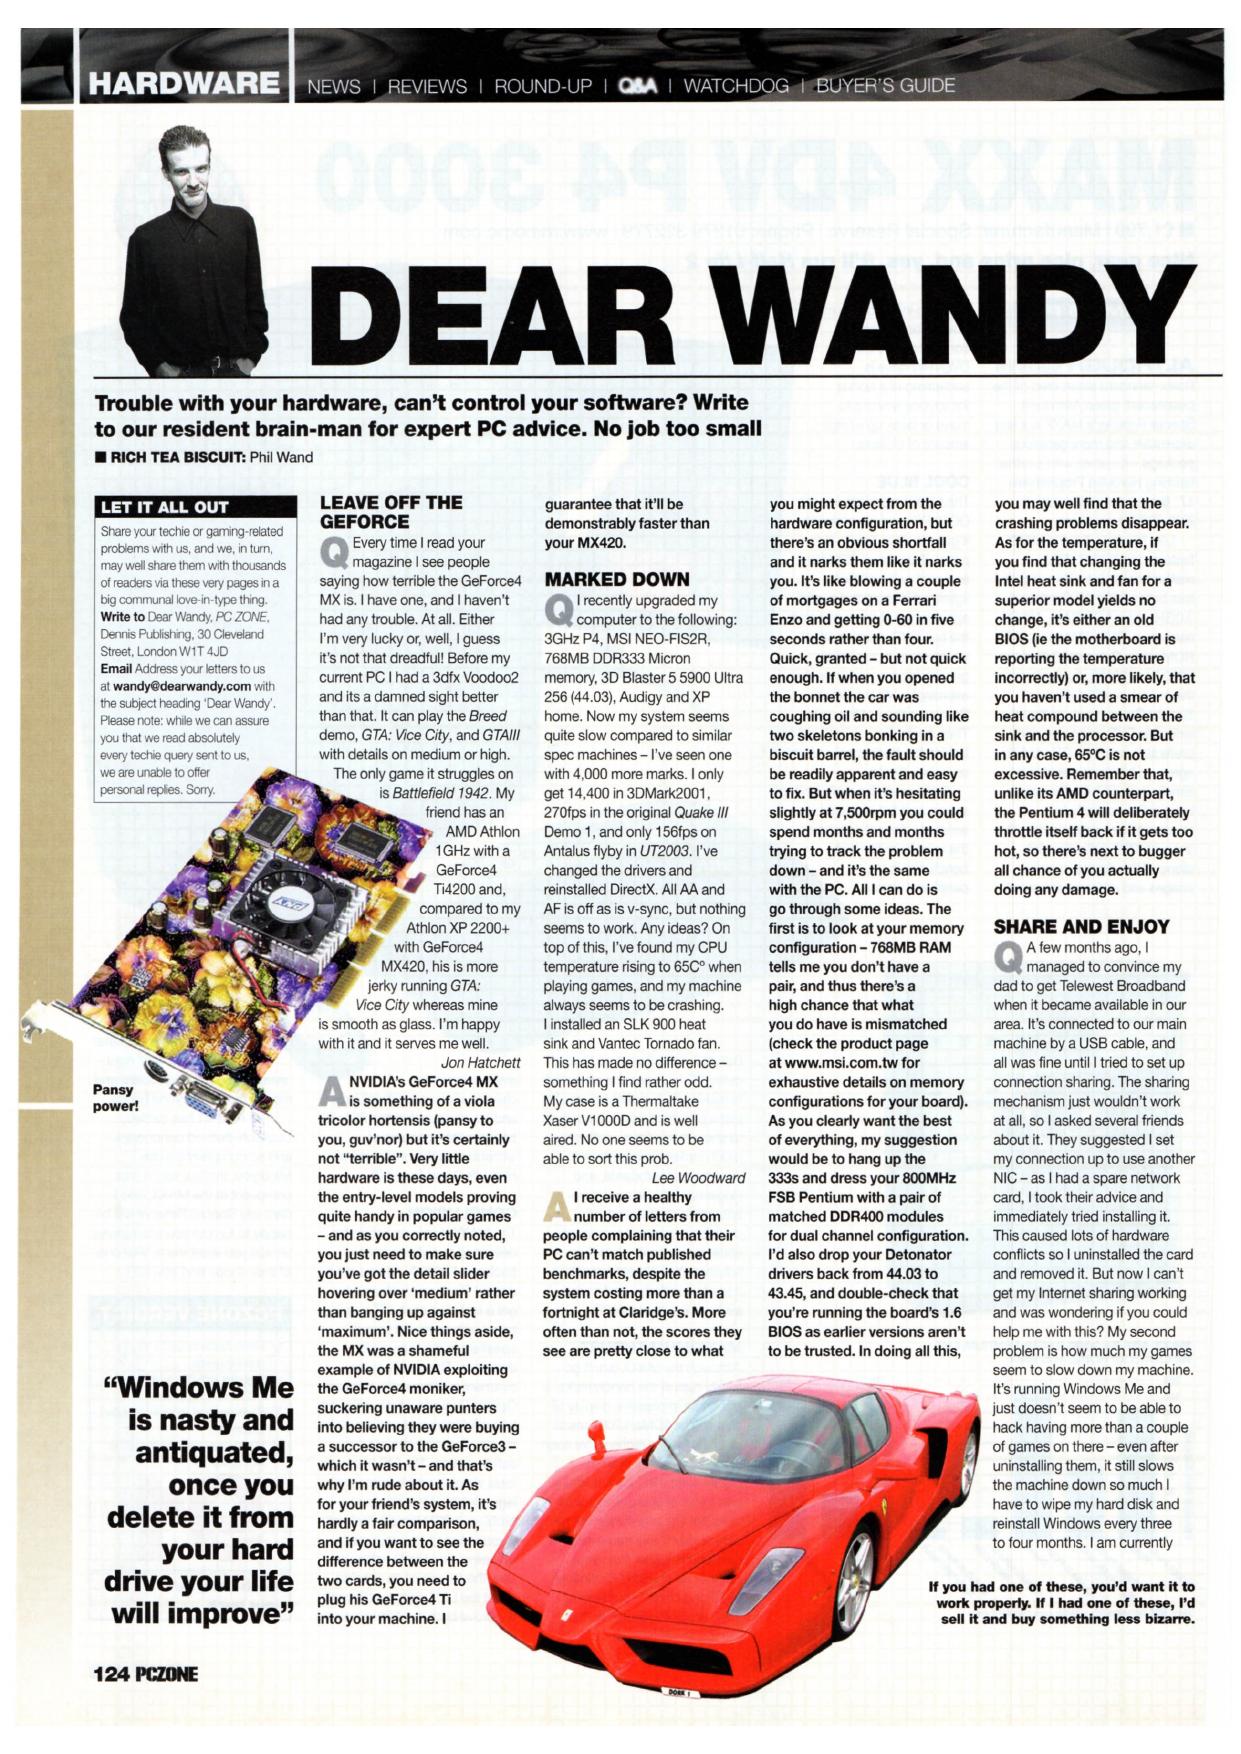 HARDWARE
NEWS | REVIEWS | ROUND-UP | Q&A | WATCHDOG | BUYER'S GUIDE
DEAR WANDY
Trouble with your hardware, can't control your software? Write
to our resident brain-man for expert PC advice. No job too small
■ RICH TEA BISCUIT: Phil Wand
LET IT ALL OUT
Share your techie or gaming-related
problems with us, and we, in turn,
may well share them with thousands
of readers via these very pages in a
big communal love-in-type thing.
Write to Dear Wandy, PC ZONE,
Dennis Publishing, 30 Cleveland
Street, London W1T 4JD
Email Address your letters to us
at wandy@dearwandy.com with
the subject heading 'Dear Wandy'.
Please note: while we can assure
you that we read absolutely
every techie query sent to us,
we are unable to offer
personal replies. Sorry.
Pansy
power!
"Windows Me
is nasty and
antiquated,
once you
delete it from
your hard
drive your life
will improve"
LEAVE OFF THE
GEFORCE
Q Every time I read your
magazine I see people
saying how terrible the GeForce4
MX is. I have one, and I haven't
had any trouble. At all. Either
I'm very lucky or, well, I guess
it's not that dreadful! Before my
current PC I had a 3dfx Voodoo2
and its a damned sight better
than that. It can play the Breed
demo, GTA: Vice City, and GTAIII
with details on medium or high.
The only game it struggles on
is Battlefield 1942. My
friend has an
AMD Athlon
1GHz with a
GeForce4
Ti4200 and,
compared to my
Athlon XP 2200+
with GeForce4
MX420, his is more
jerky running GTA:
Vice City whereas mine
is smooth as glass. I'm happy
with it and it serves me well.
Jon Hatchett
A NVIDIA's GeForce4 MX
is something of a viola
tricolor hortensis (pansy to
you, guv'nor) but it's certainly
not "terrible". Very little
hardware is these days, even
the entry-level models proving
quite handy in popular games
– and as you correctly noted,
you just need to make sure
you've got the detail slider
hovering over 'medium' rather
than banging up against
'maximum'. Nice things aside,
the MX was a shameful
example of NVIDIA exploiting
the GeForce4 moniker,
suckering unaware punters
into believing they were buying
a successor to the GeForce3 –
which it wasn't – and that's
why I'm rude about it. As
for your friend's system, it's
hardly a fair comparison,
and if you want to see the
difference between the
two cards, you need to
plug his GeForce4 Ti
into your machine. I
guarantee that it'll be
demonstrably faster than
your MX420.
MARKED DOWN
Q I recently upgraded my
computer to the following:
3GHz P4, MSI NEO-FIS2R,
768MB DDR333 Micron
memory, 3D Blaster 5 5900 Ultra
256 (44.03), Audigy and XP
home. Now my system seems
quite slow compared to similar
spec machines – I've seen one
with 4,000 more marks. I only
get 14,400 in 3DMark2001,
270fps in the original Quake III
Demo 1, and only 156fps on
Antalus flyby in UT2003. I've
changed the drivers and
reinstalled DirectX. All AA and
AF is off as is v-sync, but nothing
seems to work. Any ideas? On
top of this, I've found my CPU
temperature rising to 65Cº when
playing games, and my machine
always seems to be crashing.
I installed an SLK 900 heat
sink and Vantec Tornado fan.
This has made no difference –
something I find rather odd.
My case is a Thermaltake
Xaser V1000D and is well
aired. No one seems to be
able to sort this prob.
Lee Woodward
A I receive a healthy
number of letters from
people complaining that their
PC can't match published
benchmarks, despite the
system costing more than a
fortnight at Claridge's. More
often than not, the scores they
see are pretty close to what
you might expect from the
hardware configuration, but
there's an obvious shortfall
and it narks them like it narks
you. It's like blowing a couple
of mortgages on a Ferrari
Enzo and getting 0-60 in five
seconds rather than four.
Quick, granted – but not quick
enough. If when you opened
the bonnet the car was
coughing oil and sounding like
two skeletons bonking in a
biscuit barrel, the fault should
be readily apparent and easy
to fix. But when it's hesitating
slightly at 7,500rpm you could
spend months and months
trying to track the problem
down – and it's the same
with the PC. All I can do is
go through some ideas. The
first is to look at your memory
configuration – 768MB RAM
tells me you don't have a
pair, and thus there's a
high chance that what
you do have is mismatched
(check the product page
at www.msi.com.tw for
exhaustive details on memory
configurations for your board).
As you clearly want the best
of everything, my suggestion
would be to hang up the
333s and dress your 800MHz
FSB Pentium with a pair of
matched DDR400 modules
for dual channel configuration.
I'd also drop your Detonator
drivers back from 44.03 to
43.45, and double-check that
you're running the board's 1.6
BIOS as earlier versions aren't
to be trusted. In doing all this,
you may well find that the
crashing problems disappear.
As for the temperature, if
you find that changing the
Intel heat sink and fan for a
superior model yields no
change, it's either an old
BIOS (ie the motherboard is
reporting the temperature
incorrectly) or, more likely, that
you haven't used a smear of
heat compound between the
sink and the processor. But
in any case, 65ºC is not
excessive. Remember that,
unlike its AMD counterpart,
the Pentium 4 will deliberately
throttle itself back if it gets too
hot, so there's next to bugger
all chance of you actually
doing any damage.
SHARE AND ENJOY
Q A few months ago, I
managed to convince my
dad to get Telewest Broadband
when it became available in our
area. It's connected to our main
machine by a USB cable, and
all was fine until I tried to set up
connection sharing. The sharing
mechanism just wouldn't work
at all, so I asked several friends
about it. They suggested I set
my connection up to use another
NIC – as I had a spare network
card, I took their advice and
immediately tried installing it.
This caused lots of hardware
conflicts so I uninstalled the card
and removed it. But now I can't
get my Internet sharing working
and was wondering if you could
help me with this? My second
problem is how much my games
seem to slow down my machine.
It's running Windows Me and
just doesn't seem to be able to
hack having more than a couple
of games on there – even after
uninstalling them, it still slows
the machine down so much I
have to wipe my hard disk and
reinstall Windows every three
to four months. I am currently
DORK 1
If you had one of these, you'd want it to
work properly. If I had one of these, I'd
sell it and buy something less bizarre.
124 PCZONE